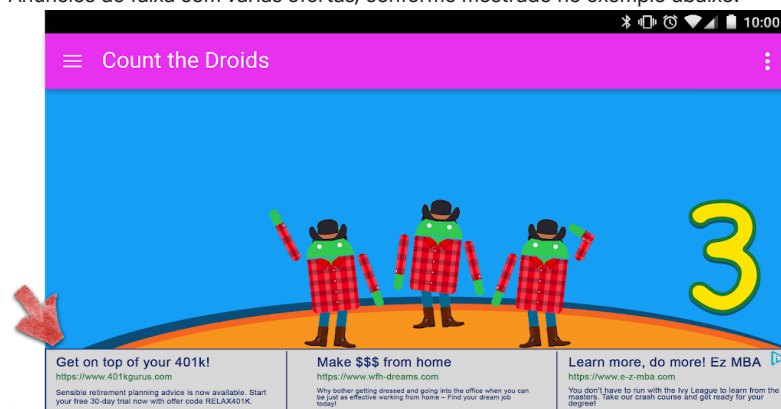 Anúncios de faixa com várias ofertas, conforme mostrado no exemplo abaixo:
10:00
Count the Droids
3
Get on top of your 401k!
https://www.401kgurus.com
Sensible retirement planning advice is now available. Start
your free 30-day trial now with offer code RELAX401K.
Make $$$ from home
https://www.wfh-dreams.com
Why bother getting dressed and going into the office when you can
be just as effective working from home – Find your dream job
today!
Learn more, do more! Ez MBA
https://www.e-z-mba.com
You don't have to run with the Ivy League to learn from the
masters. Take our crash course and get ready for your
degree!